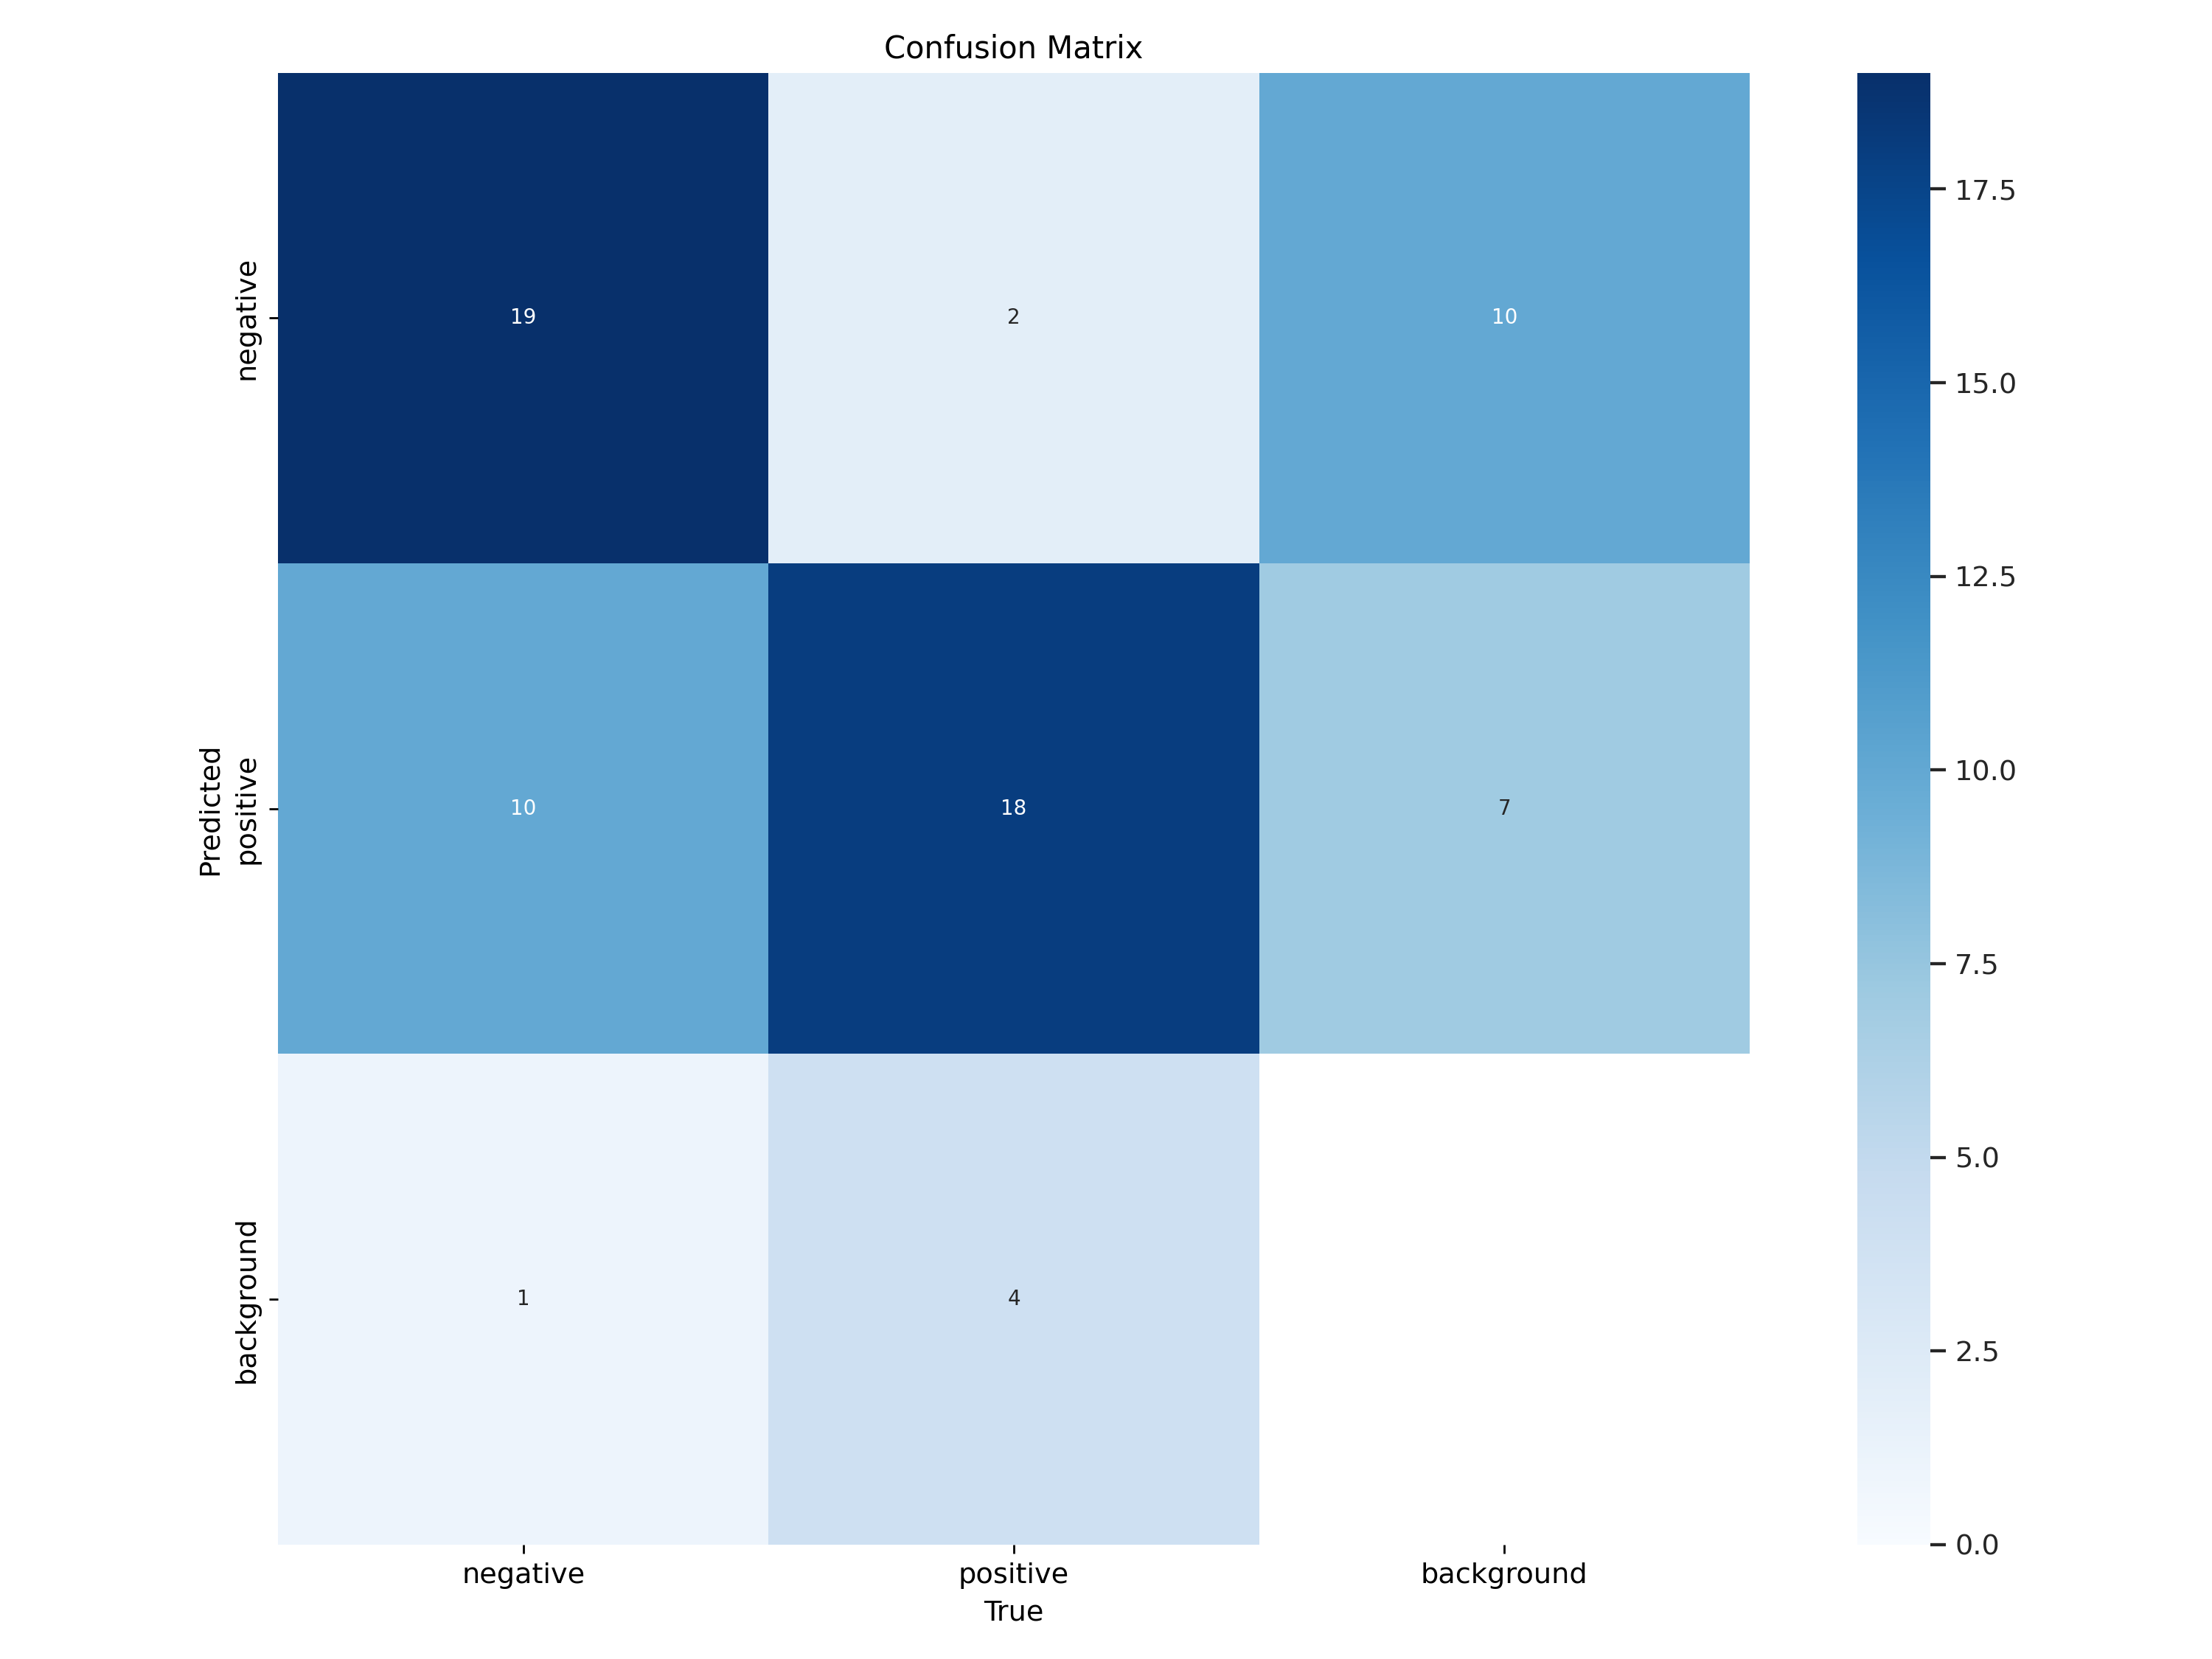 Confusion Matrix
negative
19
2
10
17.5
15.0
12.5
Predicted
positive
10
18
7
10.0
7.5
background
1
4
5.0
2.5
0.0
negative
positive
background
True